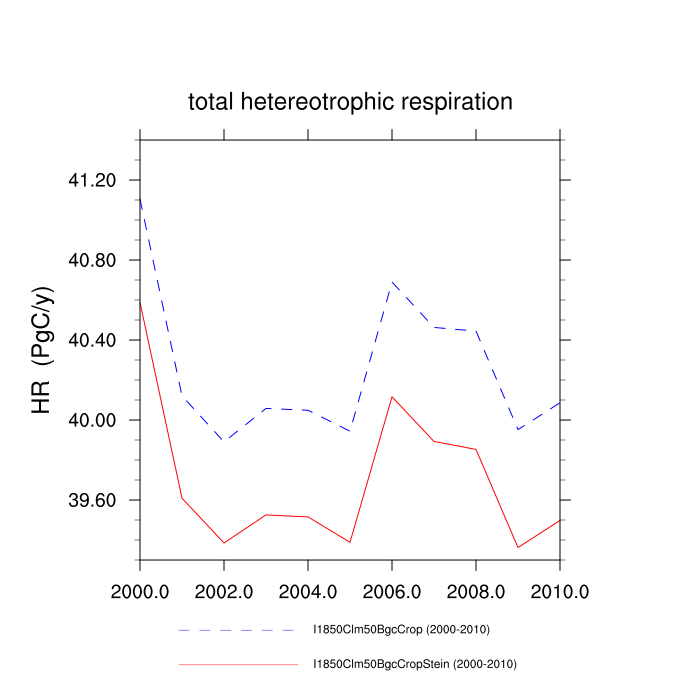 total hetereotrophic respiration
HR (PgC/y)
41.20
40.80
40.40
40.00
39.60
2000.0 2002.0 2004.0 2006.0 2008.0 2010.0
I1850Clm50BgcCrop (2000-2010)
I1850Clm50BgcCropStein (2000-2010)